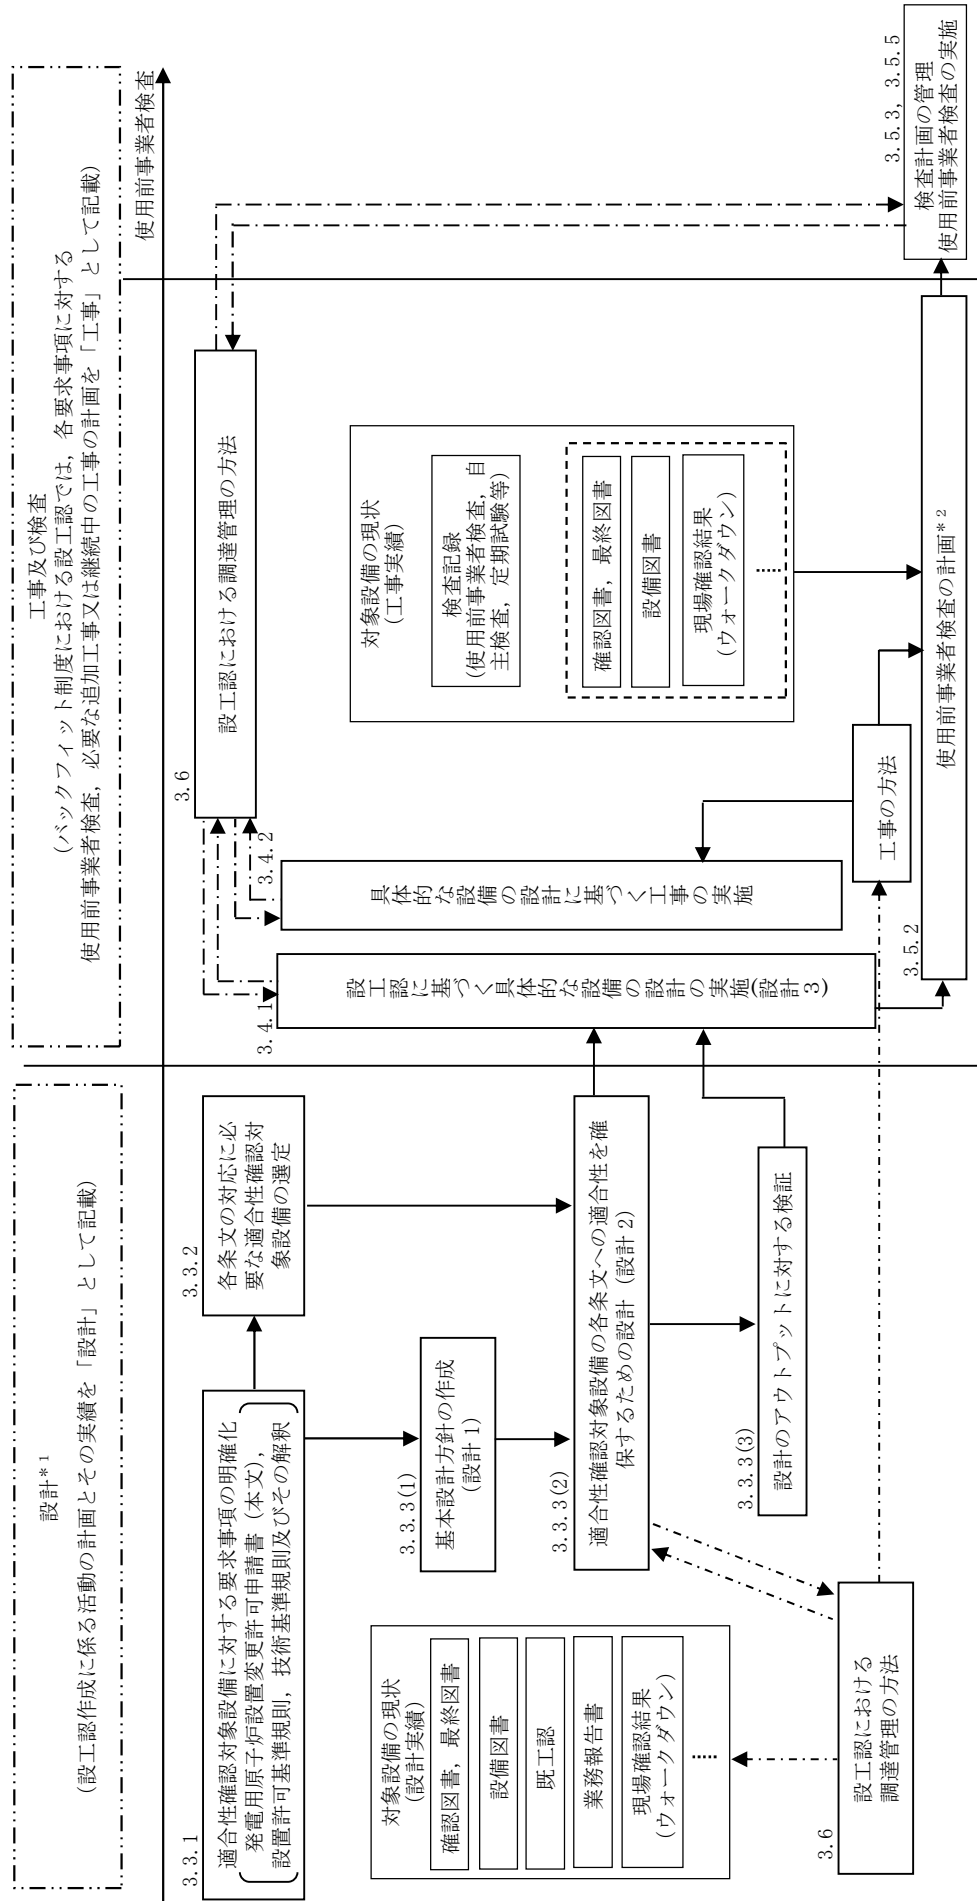 設計*1
(設工認作成に係る活動の計画とその実績を「設計」として記載)
工事及び検査
(バックフィット制度における設工認では, 各要求事項に対する
使用前事業者検査, 必要な追加工事又は継続中の工事の計画を「工事」として記載)
使用前事業者検査
3.3.1
適合性確認対象設備に対する要求事項の明確化
発電用原子炉設置変更許可申請書(本文),
設置許可基準規則, 技術基準規則及びその解釈
3.3.2
各条文の対応に必
要な適合性確認対
象設備の選定
3.3.3(1)
基本設計方針の作成
(設計1)
3.3.3(2)
適合性確認対象設備の各条文への適合性を確
保するための設計(設計2)
3.3.3(3)
設計のアウトプットに対する検証
対象設備の現状
(設計実績)
確認図書, 最終図書
設備図書
既工認
業務報告書
現場確認結果
(ウォークダウン)
……
3.6
設工認における
調達管理の方法
3.4.1
設工認に基づく具体的な設備の設計の実施(設計3)
3.4.2
具体的な設備の設計に基づく工事の実施
3.6
設工認における調達管理の方法
対象設備の現状
(工事実績)
検査記録
(使用前事業者検査, 自
主検査, 定期試験等)
確認図書, 最終図書
設備図書
現場確認結果
(ウォークダウン)
……
工事の方法
3.5.2
使用前事業者検査の計画*2
3.5.3, 3.5.5
検査計画の管理
使用前事業者検査の実施